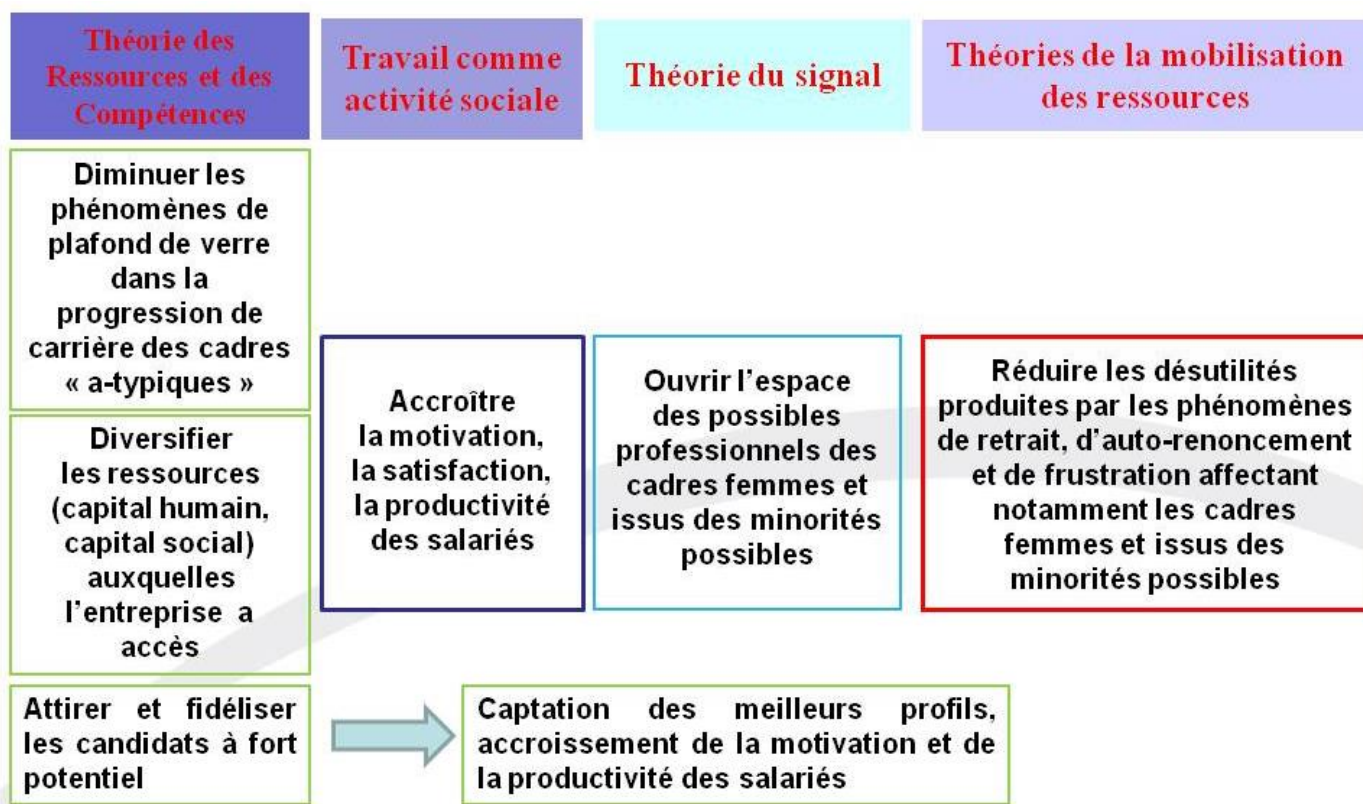 Théorie des
Ressources et des
Compétences
Travail comme
activité sociale
Théorie du signal
Théories de la mobilisation
des ressources
Diminuer les
phénomènes de
plafond de verre
dans la
progression de
carrière des cadres
« a-typiques »
Diversifier
les ressources
(capital humain,
capital social)
auxquelles
l'entreprise a
accès
Accroître
la motivation,
la satisfaction,
la productivité
des salariés
Ouvrir l'espace
des possibles
professionnels des
cadres femmes et
issus des minorités
possibles
Réduire les désutilités
produites par les phénomènes
de retrait, d'auto-renoncement
et de frustration affectant
notamment les cadres
femmes et issus des
minorités possibles
Attirer et fidéliser
les candidats à fort
potentiel
Captation des meilleurs profils,
accroissement de la motivation et de
la productivité des salariés